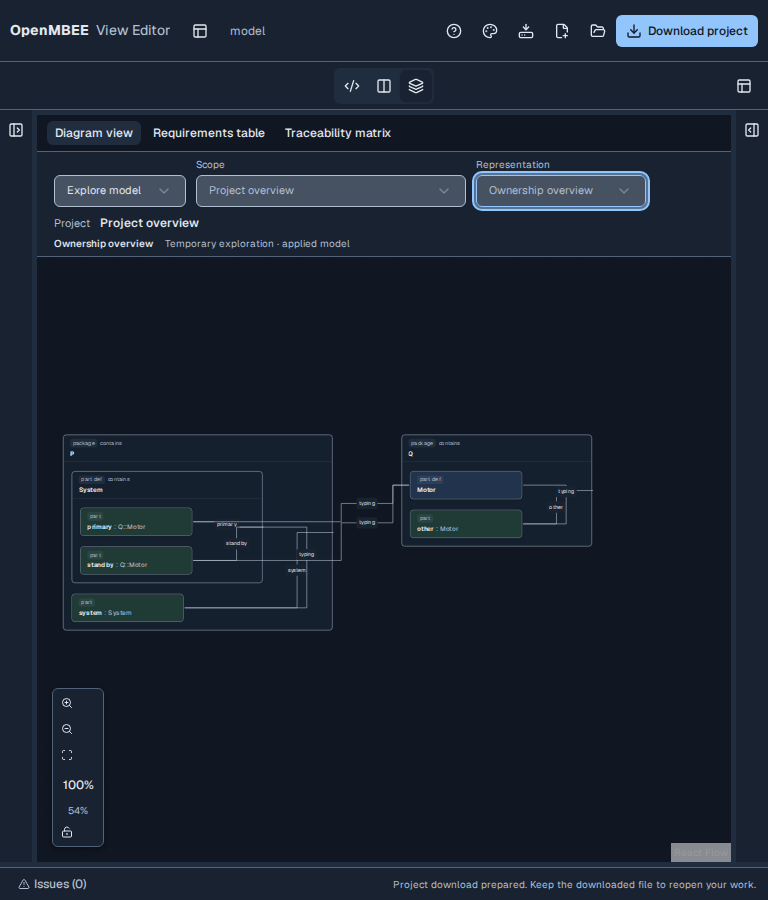 OpenMBEE View Editor model Download project
Diagram view Requirements table Traceability matrix
Scope Representation
Explore model Project overview Ownership overview
Project Project overview
Ownership overview Temporary exploration · applied model
package contains
P
part def contains
System
part
primary : Q::Motor
part
standby : Q::Motor
part
system : System
primary
standby
typing
system
typing
typing
package contains
Q
part def
Motor
part
other : Motor
typing
other
100%
54%
React Flow
Issues (0) Project download prepared. Keep the downloaded file to reopen your work.